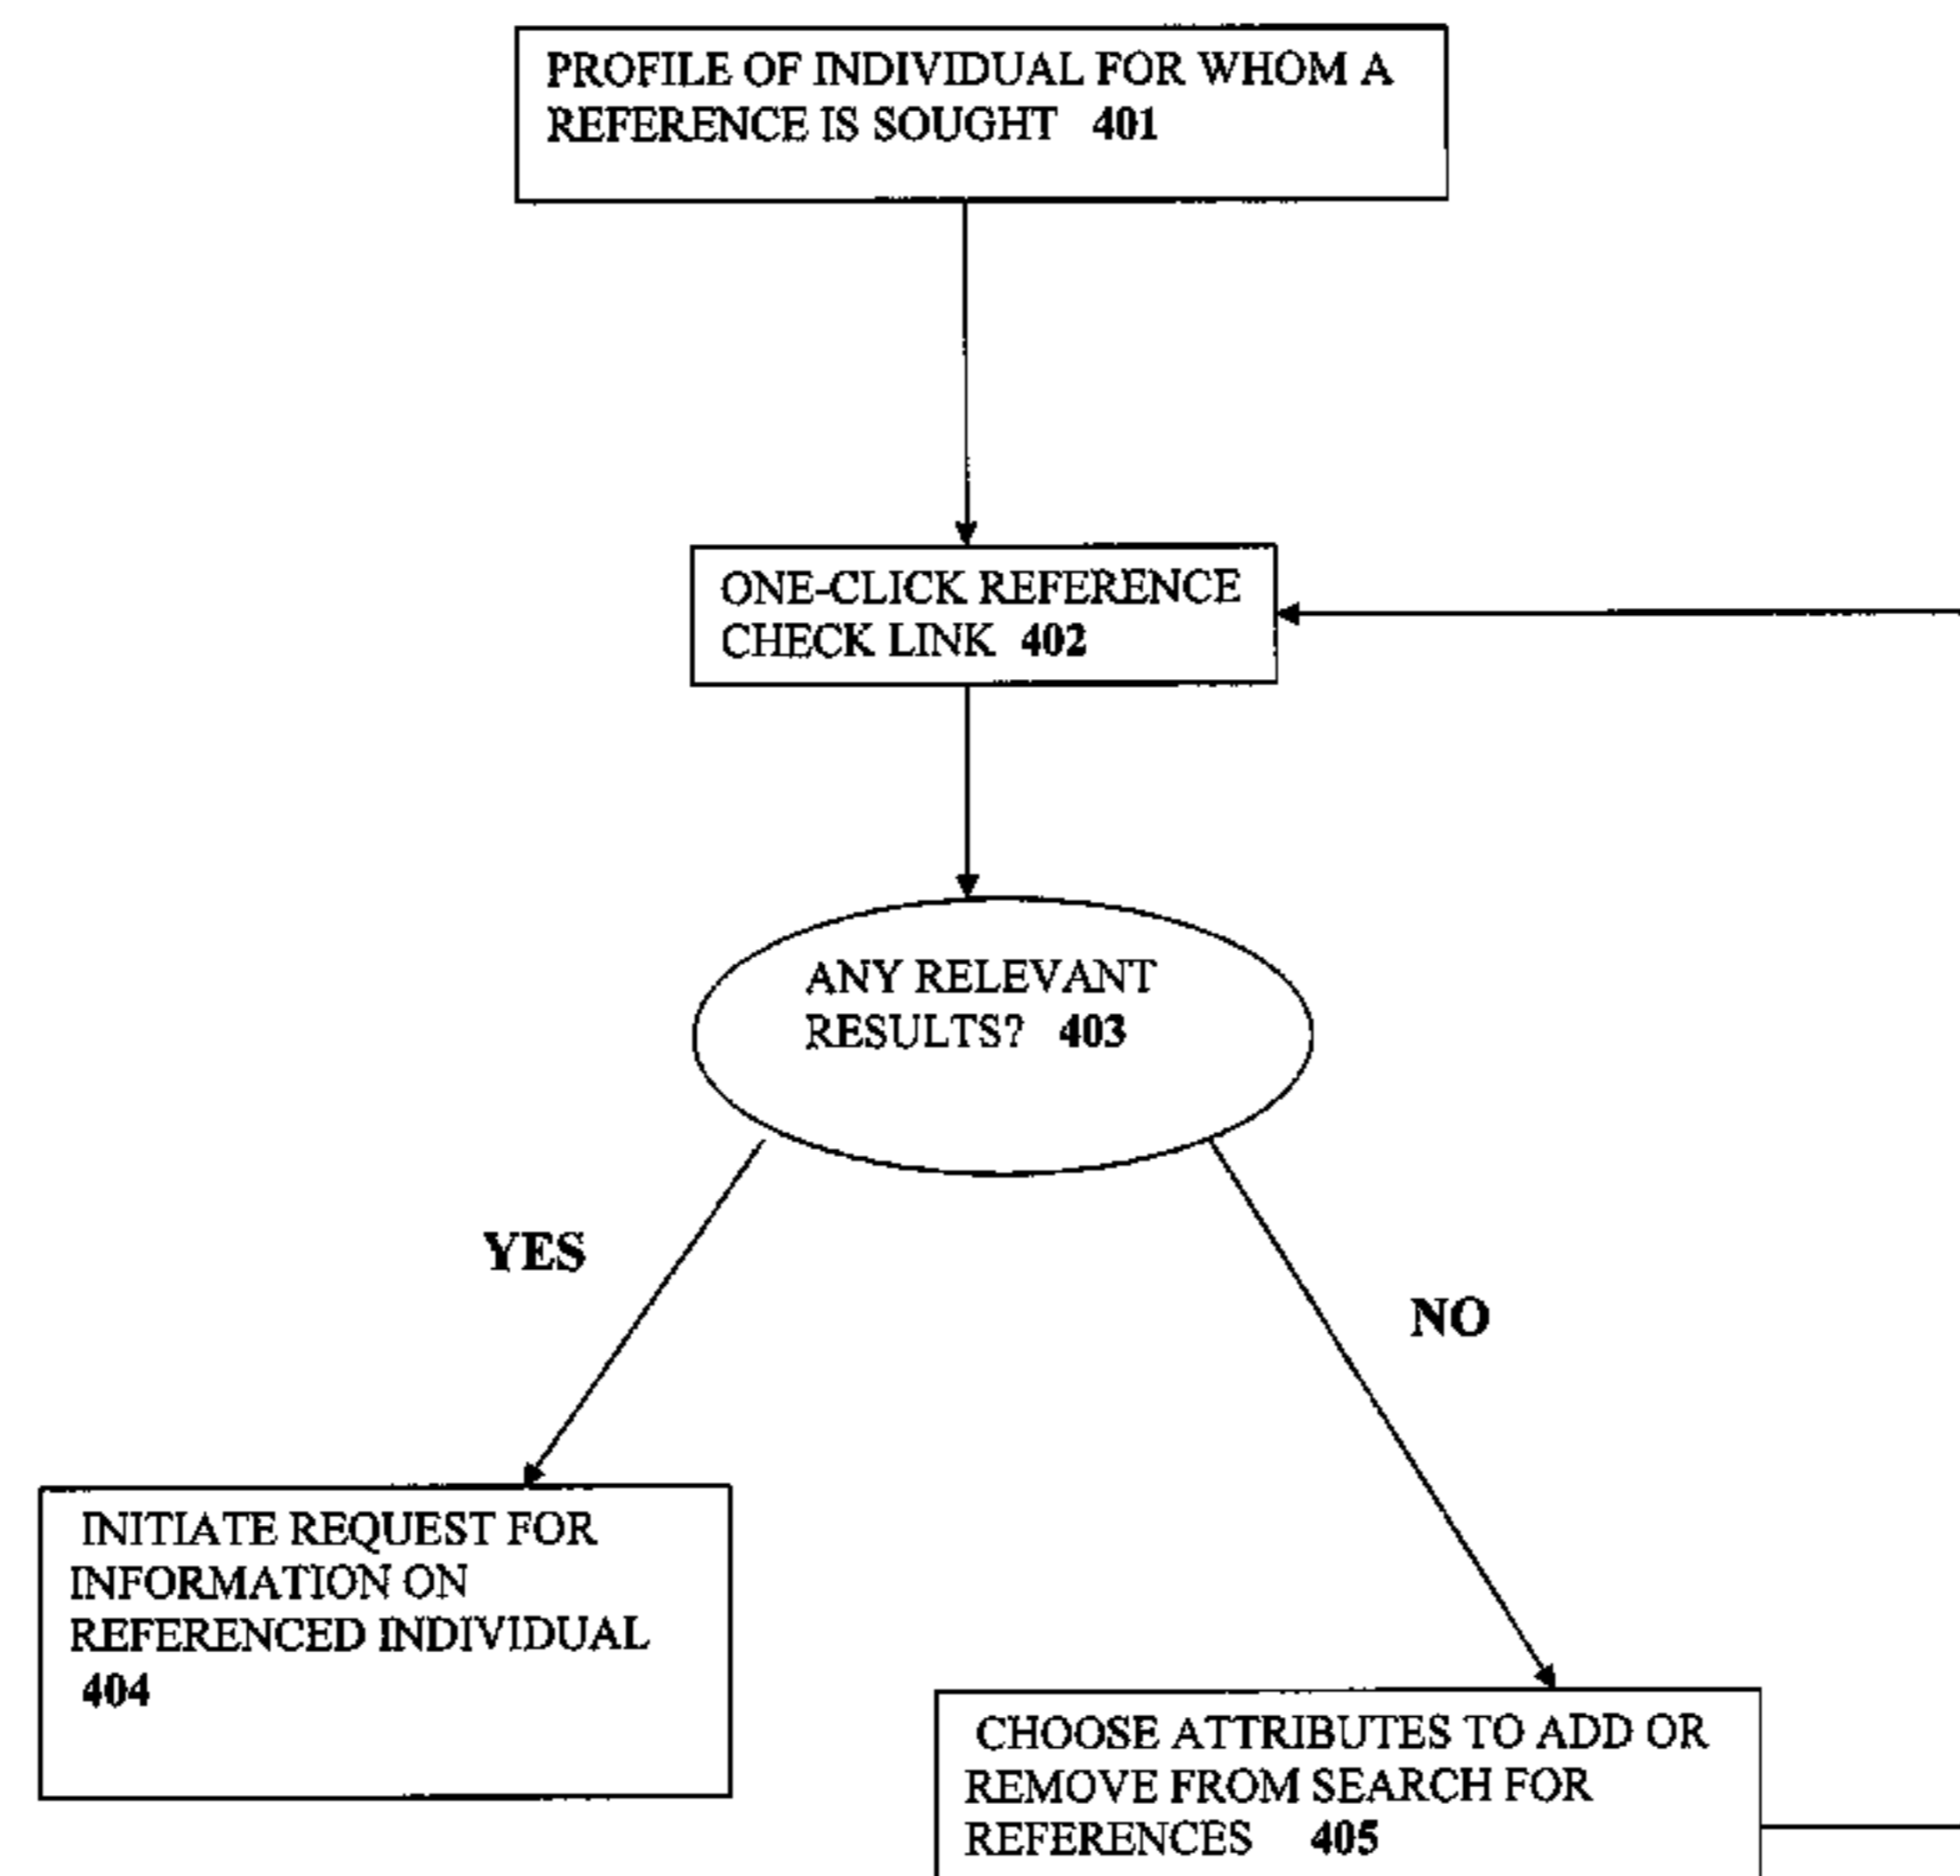 PROFILE OF INDIVIDUAL FOR WHOM A
REFERENCE IS SOUGHT 401
ONE-CLICK REFERENCE
CHECK LINK 402
ANY RELEVANT
RESULTS? 403
YES
NO
INITIATE REQUEST FOR
INFORMATION ON
REFERENCED INDIVIDUAL
404
CHOOSE ATTRIBUTES TO ADD OR
REMOVE FROM SEARCH FOR
REFERENCES 405